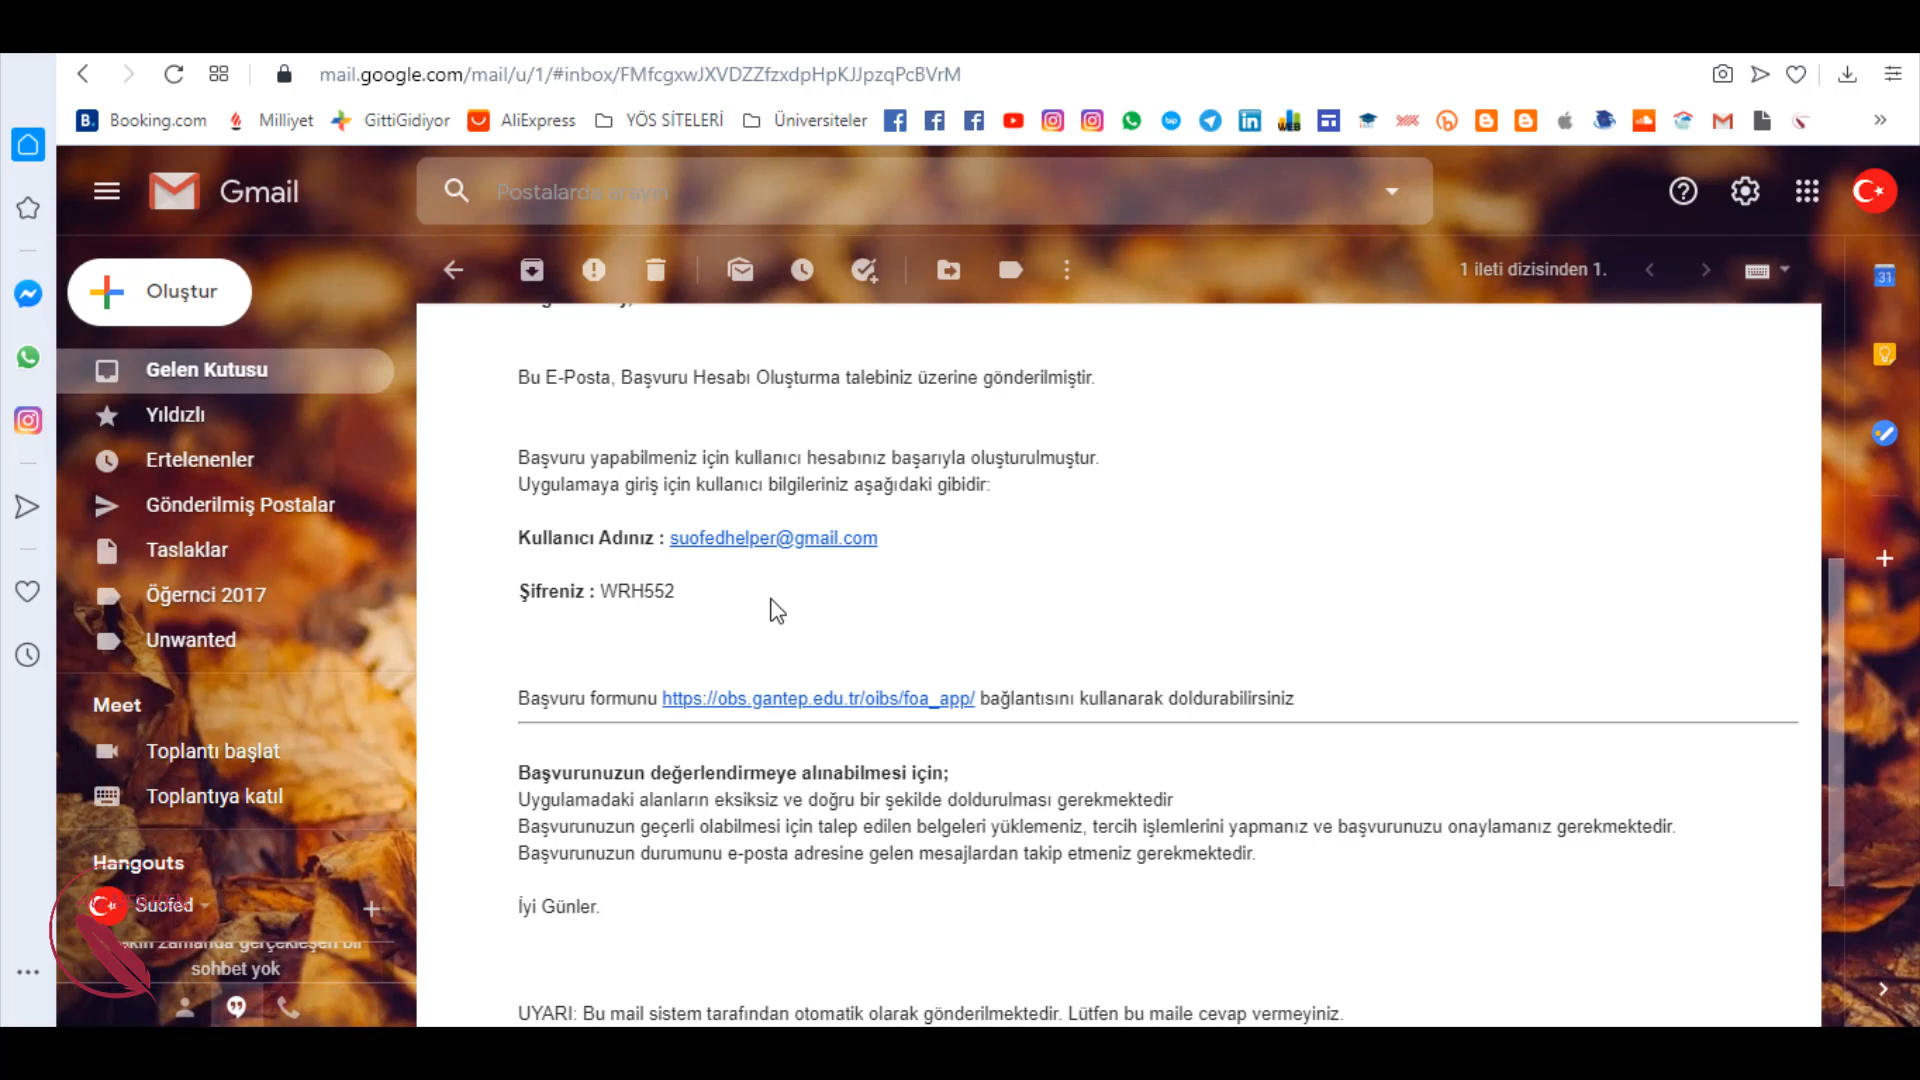 mail.google.com/mail/u/1/#inbox/FMfcgxwJXVDZZfzxdpHpKJJpzqPcBVrM
B. Booking.com Milliyet GittiGidiyor AliExpress YÖS SİTELERİ Üniversiteler
Gmail
Postalarda arayın
Oluştur
1 ileti dizisinden 1.
31
Gelen Kutusu
Yıldızlı
Ertelenenler
Gönderilmiş Postalar
Taslaklar
Öğernci 2017
Unwanted
Meet
Toplantı başlat
Toplantıya katıl
Hangouts
Suofed
zamanda gerçekleşen bir
sohbet yok
Bu E-Posta, Başvuru Hesabı Oluşturma talebiniz üzerine gönderilmiştir.
Başvuru yapabilmeniz için kullanıcı hesabınız başarıyla oluşturulmuştur.
Uygulamaya giriş için kullanıcı bilgileriniz aşağıdaki gibidir:
Kullanıcı Adınız : suofedhelper@gmail.com
Şifreniz : WRH552
Başvuru formunu https://obs.gantep.edu.tr/oibs/foa_app/ bağlantısını kullanarak doldurabilirsiniz
Başvurunuzun değerlendirmeye alınabilmesi için;
Uygulamadaki alanların eksiksiz ve doğru bir şekilde doldurulması gerekmektedir
Başvurunuzun geçerli olabilmesi için talep edilen belgeleri yüklemeniz, tercih işlemlerini yapmanız ve başvurunuzu onaylamanız gerekmektedir.
Başvurunuzun durumunu e-posta adresine gelen mesajlardan takip etmeniz gerekmektedir.
İyi Günler.
UYARI: Bu mail sistem tarafından otomatik olarak gönderilmektedir. Lütfen bu maile cevap vermeyiniz.